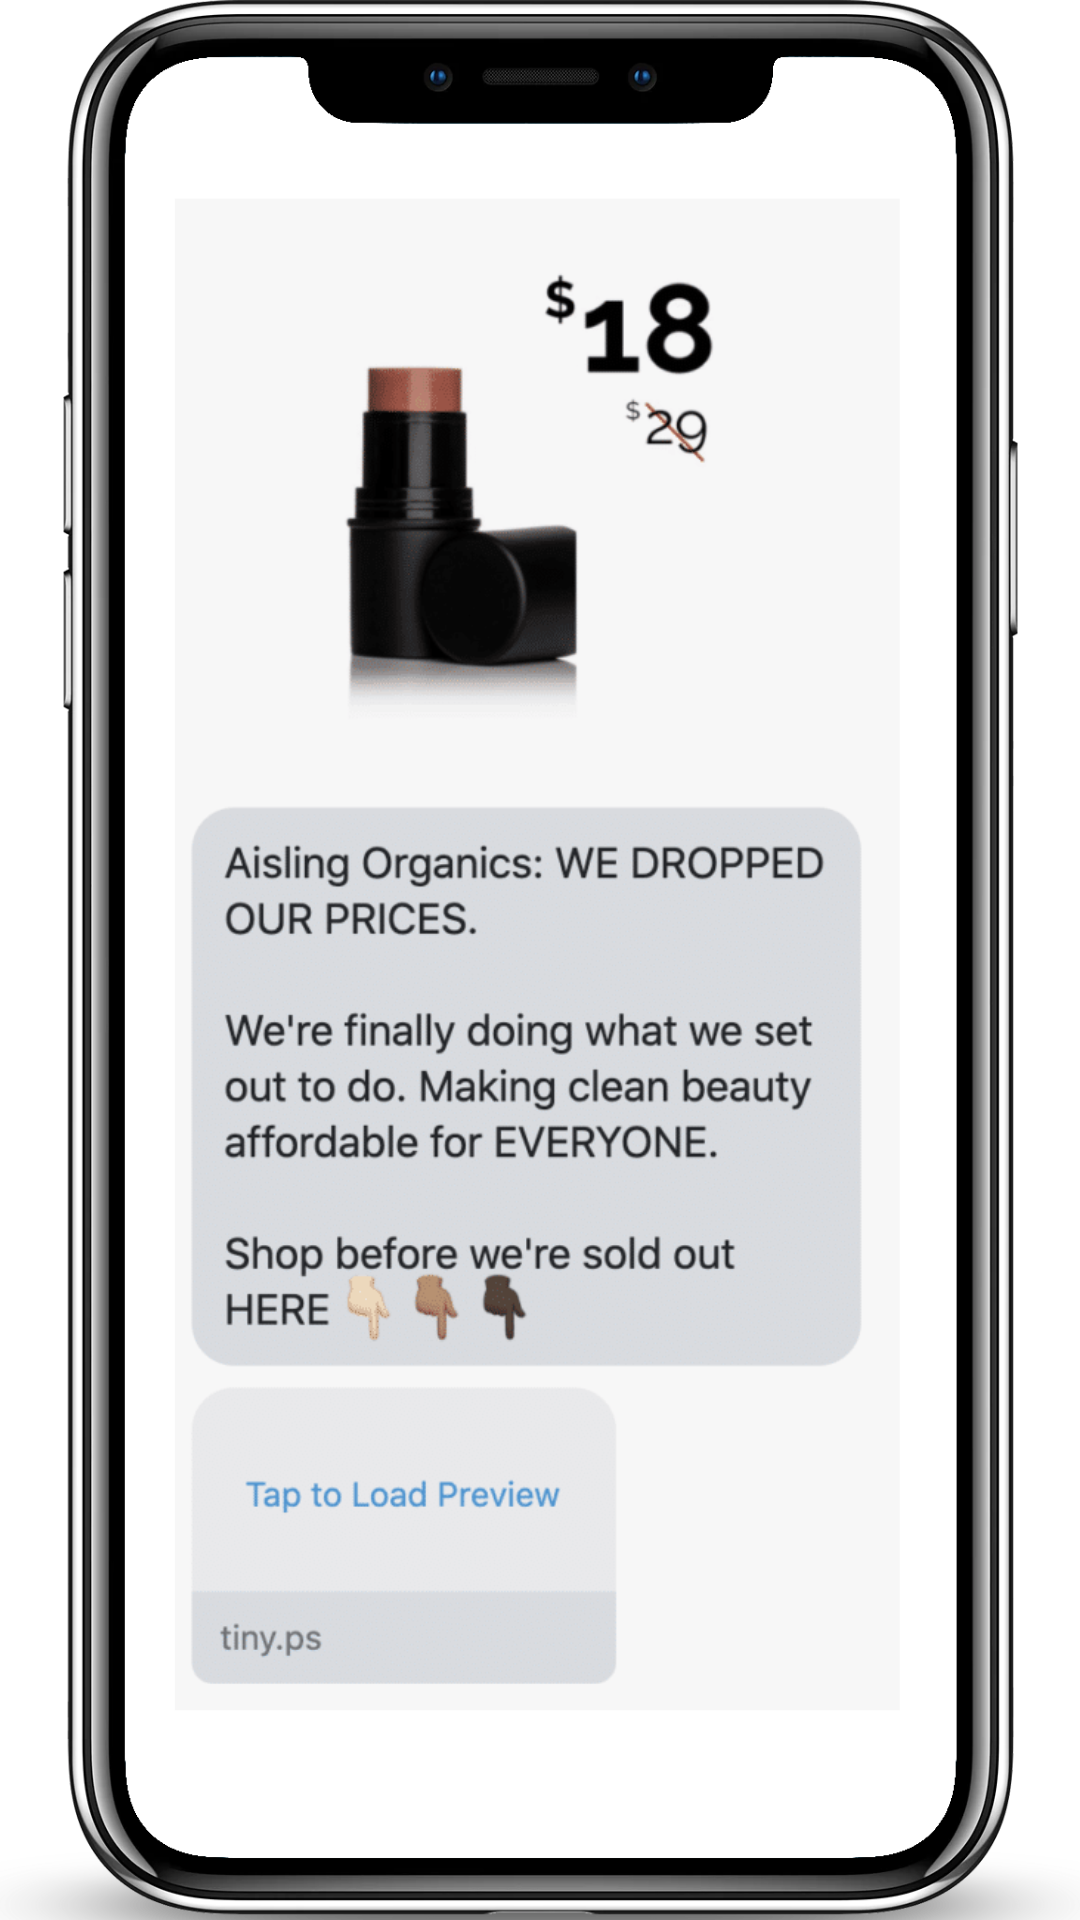 $18
$29
Aisling Organics: WE DROPPED
OUR PRICES.
We're finally doing what we set
out to do. Making clean beauty
affordable for EVERYONE.
Shop before we're sold out
HERE 👇🏻 👇🏽 👇🏿
Tap to Load Preview
tiny.ps